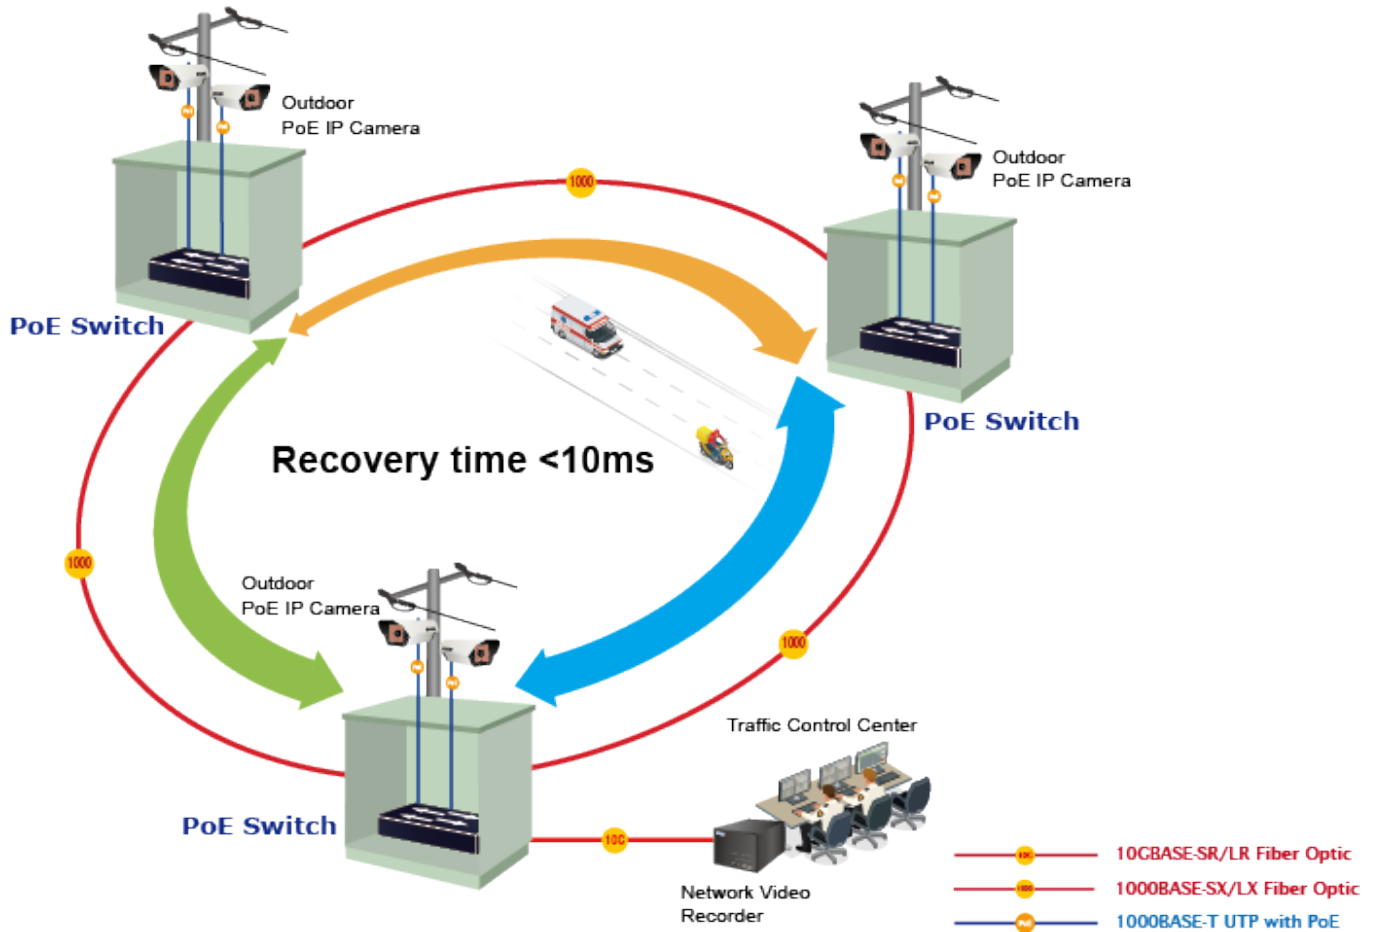 Outdoor
PoE IP Camera
Outdoor
PoE IP Camera
1000
PoE Switch
PoE Switch
Recovery time <10ms
1000
Outdoor
PoE IP Camera
1000
Traffic Control Center
PoE Switch
10G
Network Video
Recorder
10GBASE-SR/LR Fiber Optic
1000BASE-SX/LX Fiber Optic
1000BASE-T UTP with PoE